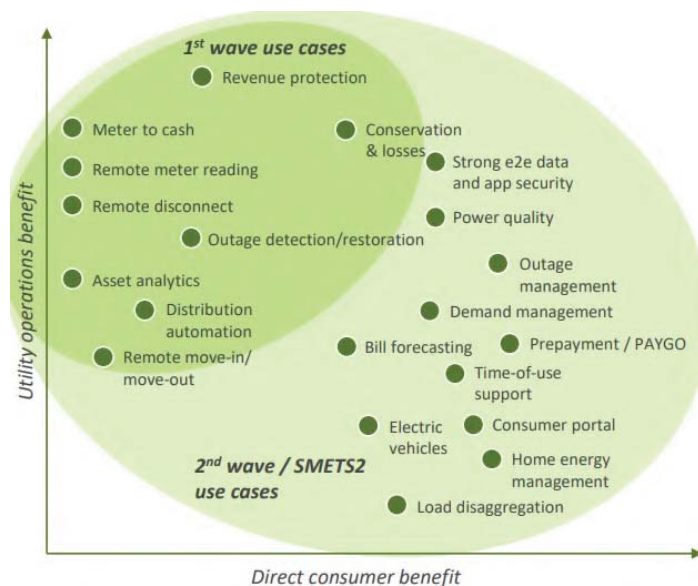 1st wave use cases
Revenue protection
Meter to cash
Conservation
& losses
Strong e2e data
and app security
Remote meter reading
Remote disconnect
Power quality
Outage detection/restoration
Outage
management
Asset analytics
Distribution
automation
Demand management
Remote move-in/
move-out
Bill forecasting
Prepayment / PAYGO
Time-of-use
support
Electric
vehicles
Consumer portal
Home energy
management
2nd wave / SMETS2
use cases
Load disaggregation
Utility operations benefit
Direct consumer benefit